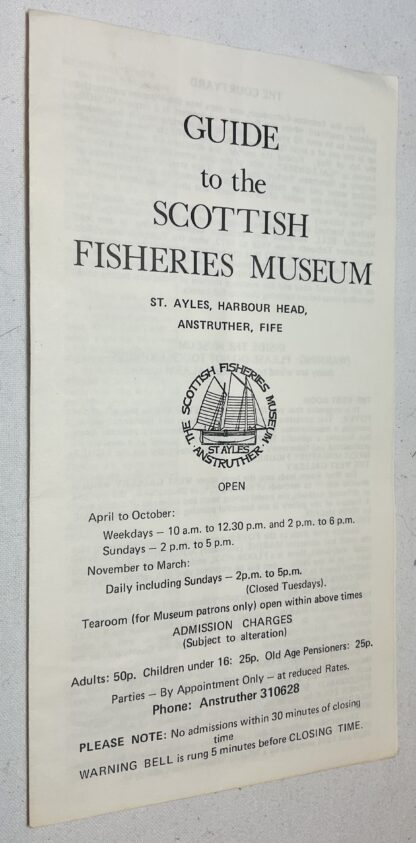 GUIDE
to the
SCOTTISH
FISHERIES MUSEUM
ST. AYLES, HARBOUR HEAD,
ANSTRUTHER, FIFE
THE SCOTTISH FISHERIES MUSEUM
ST AYLES
· ANSTRUTHER ·
OPEN
April to October:
Weekdays — 10 a.m. to 12.30 p.m. and 2 p.m. to 6 p.m.
Sundays — 2 p.m. to 5 p.m.
November to March:
Daily including Sundays — 2p.m. to 5p.m.
(Closed Tuesdays).
Tearoom (for Museum patrons only) open within above times
ADMISSION CHARGES
(Subject to alteration)
Adults: 50p. Children under 16: 25p. Old Age Pensioners: 25p.
Parties — By Appointment Only — at reduced Rates.
Phone: Anstruther 310628
PLEASE NOTE: No admissions within 30 minutes of closing
time
WARNING BELL is rung 5 minutes before CLOSING TIME.